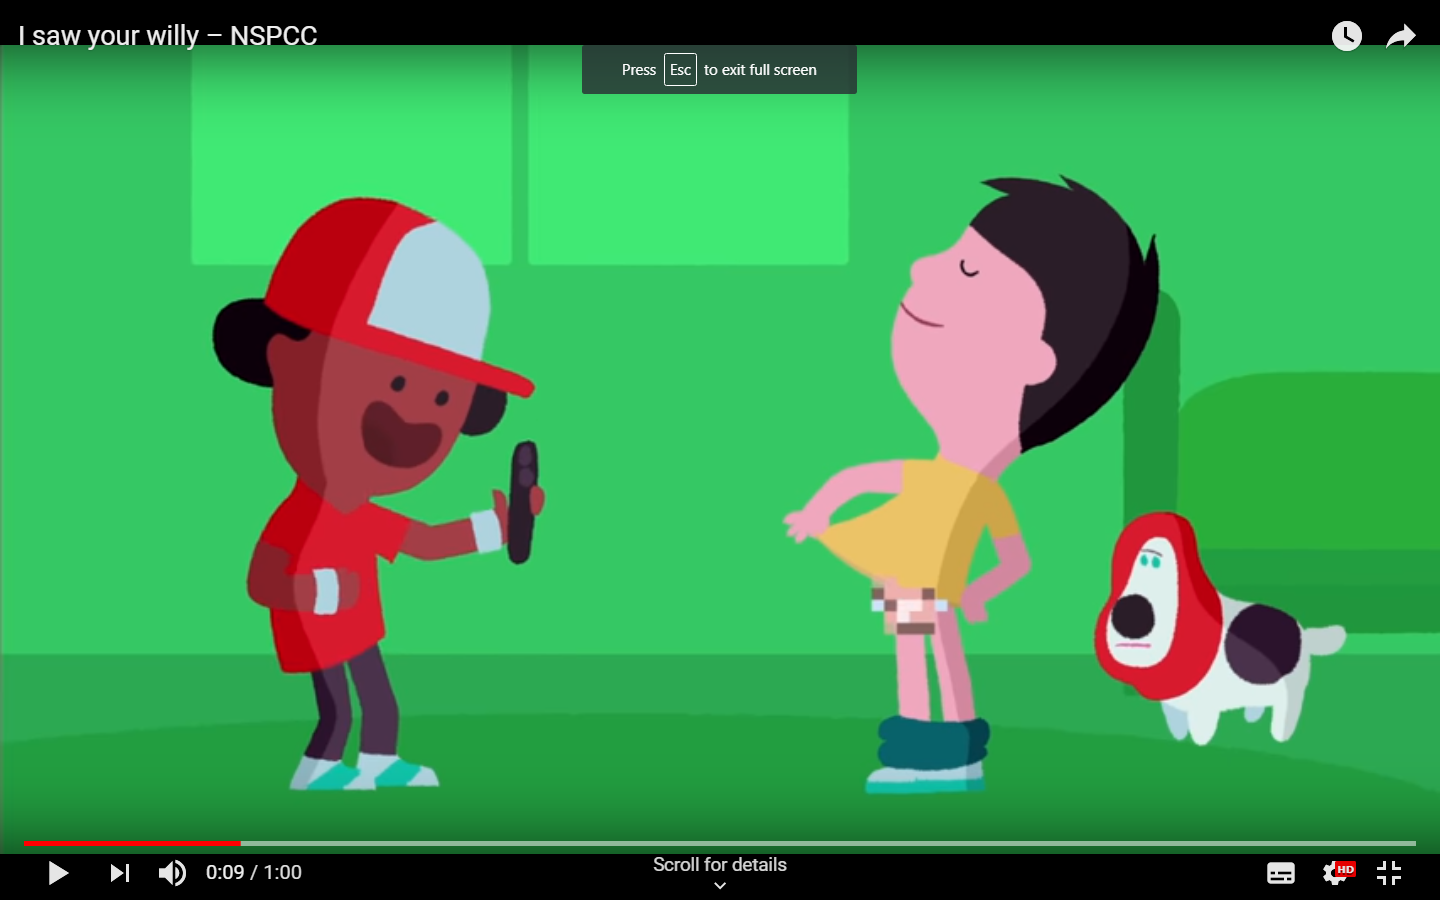 I saw your willy – NSPCC
Press Esc to exit full screen
0:09 / 1:00
Scroll for details
HD